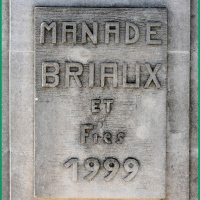 MANADE
BRIAUX
ET
Fres
1999